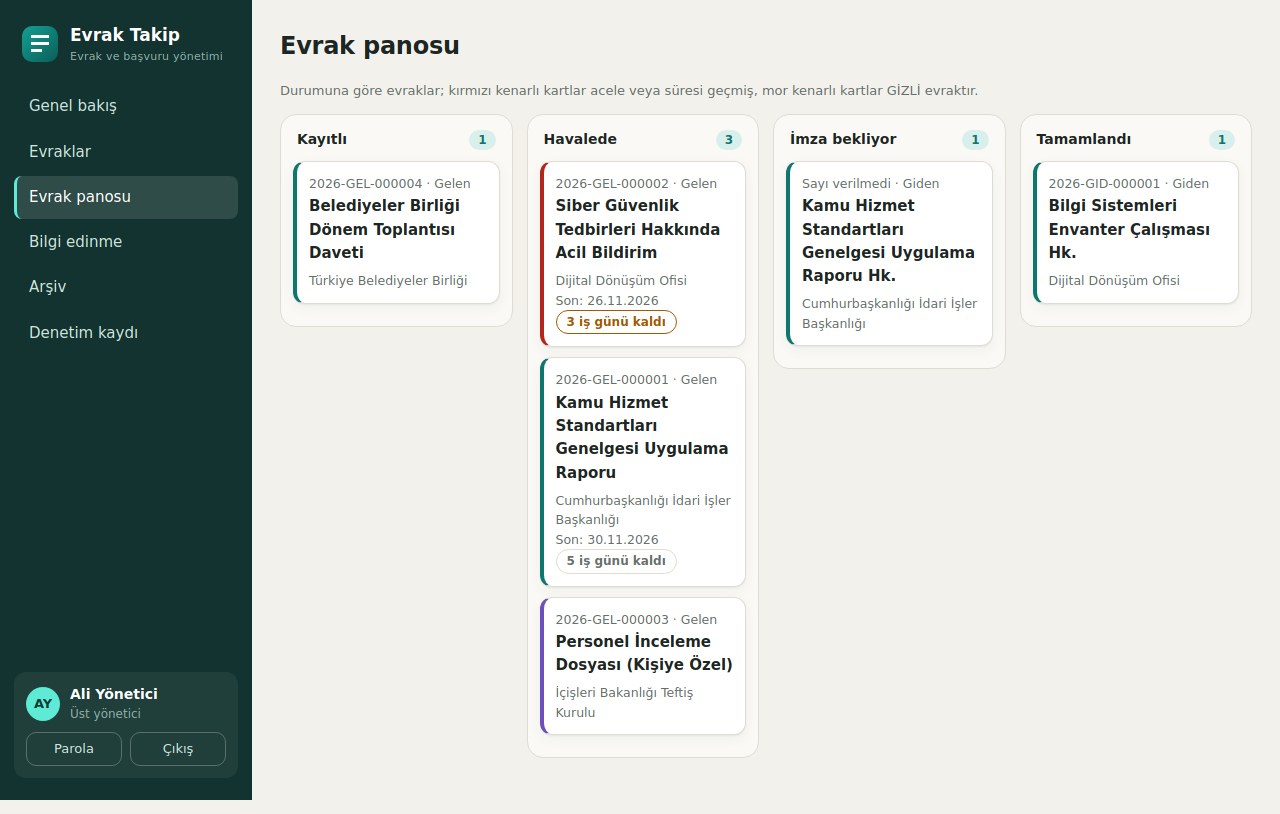 Evrak Takip
Evrak ve başvuru yönetimi
Genel bakış
Evraklar
Evrak panosu
Bilgi edinme
Arşiv
Denetim kaydı
AY
Ali Yönetici
Üst yönetici
Parola
Çıkış
Evrak panosu
Durumuna göre evraklar; kırmızı kenarlı kartlar acele veya süresi geçmiş, mor kenarlı kartlar GİZLİ evraktır.
Kayıtlı
1
2026-GEL-000004 · Gelen
Belediyeler Birliği
Dönem Toplantısı
Daveti
Türkiye Belediyeler Birliği
Havalede
3
2026-GEL-000002 · Gelen
Siber Güvenlik
Tedbirleri Hakkında
Acil Bildirim
Dijital Dönüşüm Ofisi
Son: 26.11.2026
3 iş günü kaldı
2026-GEL-000001 · Gelen
Kamu Hizmet
Standartları
Genelgesi Uygulama
Raporu
Cumhurbaşkanlığı İdari İşler
Başkanlığı
Son: 30.11.2026
5 iş günü kaldı
2026-GEL-000003 · Gelen
Personel İnceleme
Dosyası (Kişiye Özel)
İçişleri Bakanlığı Teftiş
Kurulu
İmza bekliyor
1
Sayı verilmedi · Giden
Kamu Hizmet
Standartları
Genelgesi Uygulama
Raporu Hk.
Cumhurbaşkanlığı İdari İşler
Başkanlığı
Tamamlandı
1
2026-GID-000001 · Giden
Bilgi Sistemleri
Envanter Çalışması
Hk.
Dijital Dönüşüm Ofisi